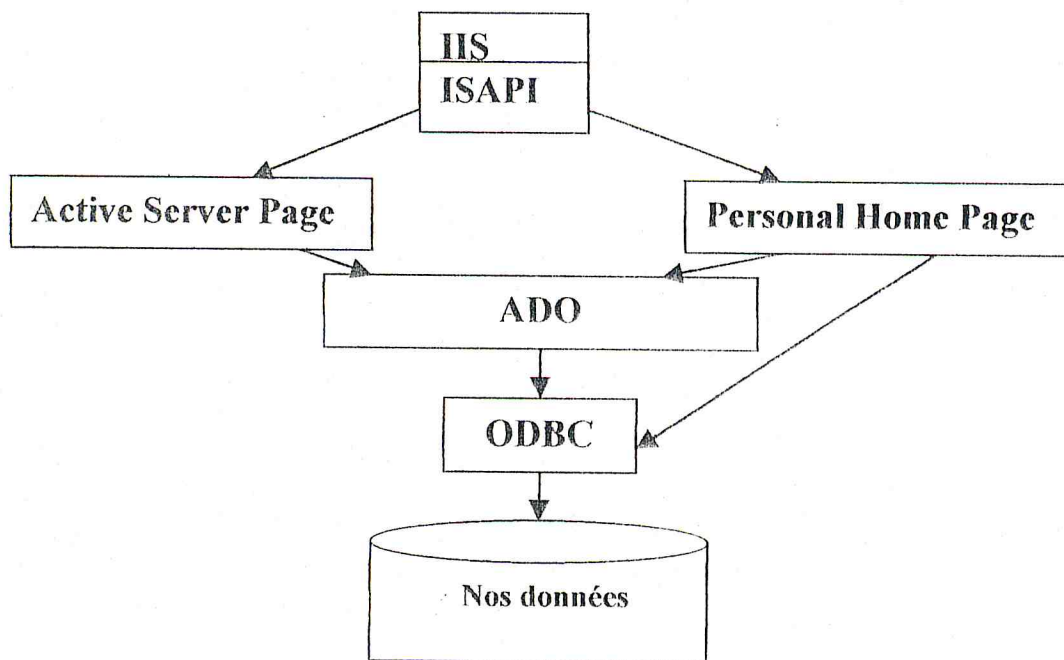 IIS
ISAPI
Active Server Page
Personal Home Page
ADO
ODBC
Nos données